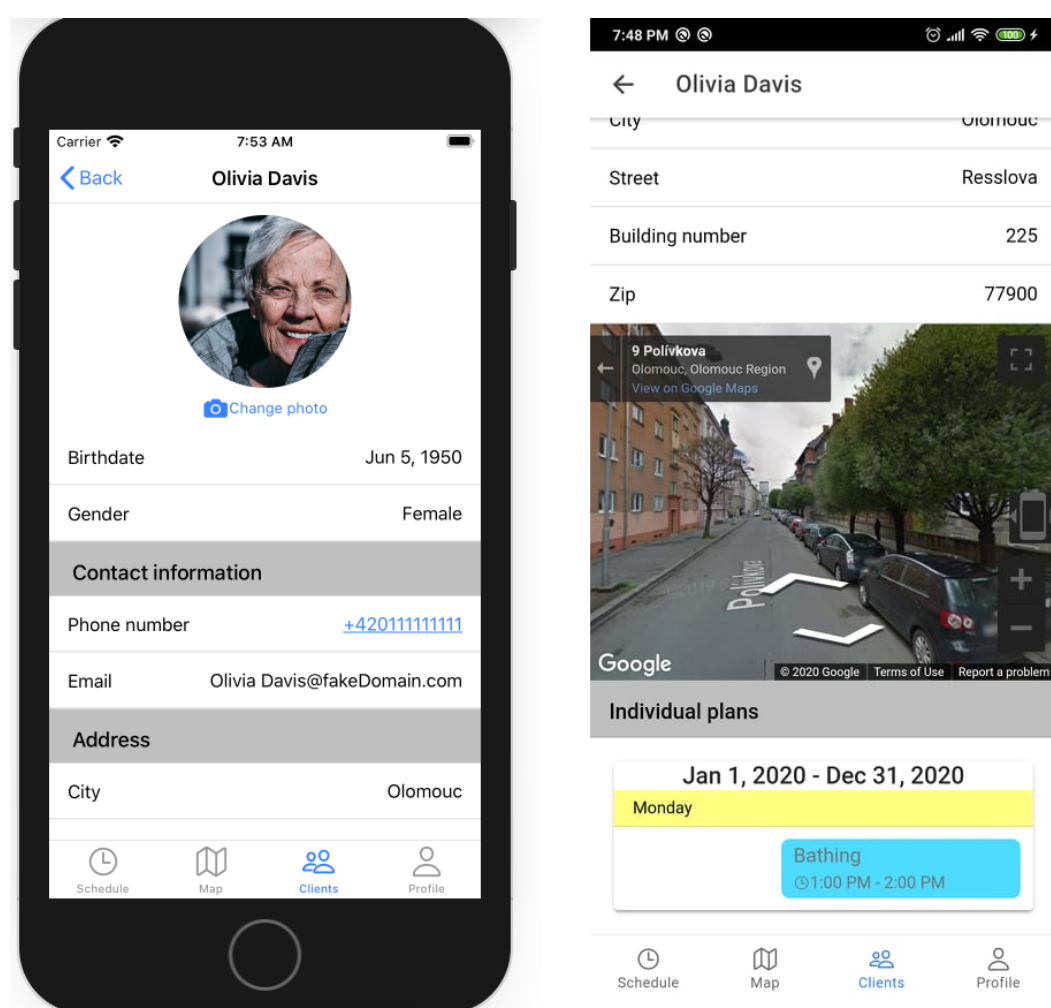 Carrier
7:53 AM
Back
Olivia Davis
Change photo
Birthdate Jun 5, 1950
Gender Female
Contact information
Phone number +420111111111
Email Olivia Davis@fakeDomain.com
Address
City Olomouc
Schedule Map Clients Profile
7:48 PM
100
Olivia Davis
City Olomouc
Street Resslova
Building number 225
Zip 77900
9 Polívkova
Olomouc, Olomouc Region
View on Google Maps
Polívkova
Google
© 2020 Google Terms of Use Report a problem
Individual plans
Jan 1, 2020 - Dec 31, 2020
Monday
Bathing
1:00 PM - 2:00 PM
Schedule Map Clients Profile